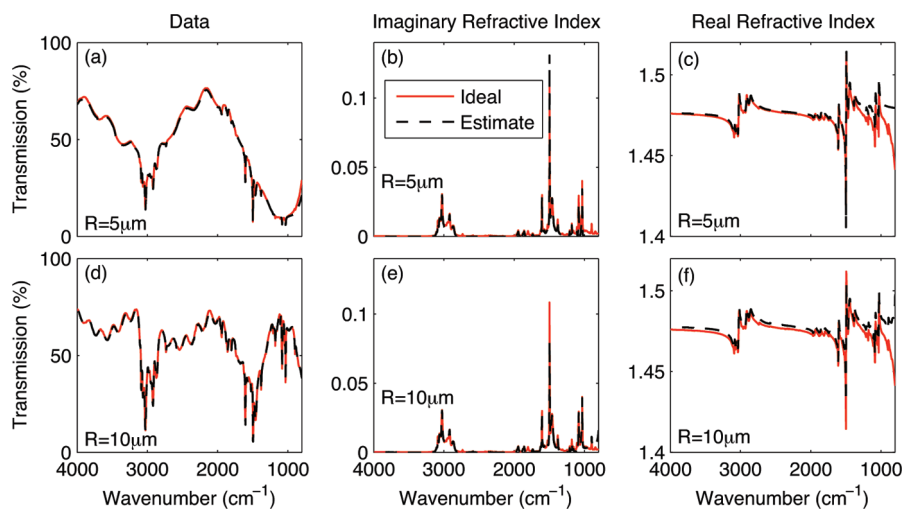 Data
Imaginary Refractive Index
Real Refractive Index
Transmission (%)
100
50
0
(a)
R=5μm
0.1
0.05
0
(b)
Ideal
Estimate
R=5μm
1.5
1.45
1.4
(c)
R=5μm
Transmission (%)
100
50
0
(d)
R=10μm
4000 3000 2000 1000
Wavenumber (cm⁻¹)
0.1
0.05
0
(e)
R=10μm
4000 3000 2000 1000
Wavenumber (cm⁻¹)
1.5
1.45
1.4
(f)
R=10μm
4000 3000 2000 1000
Wavenumber (cm⁻¹)